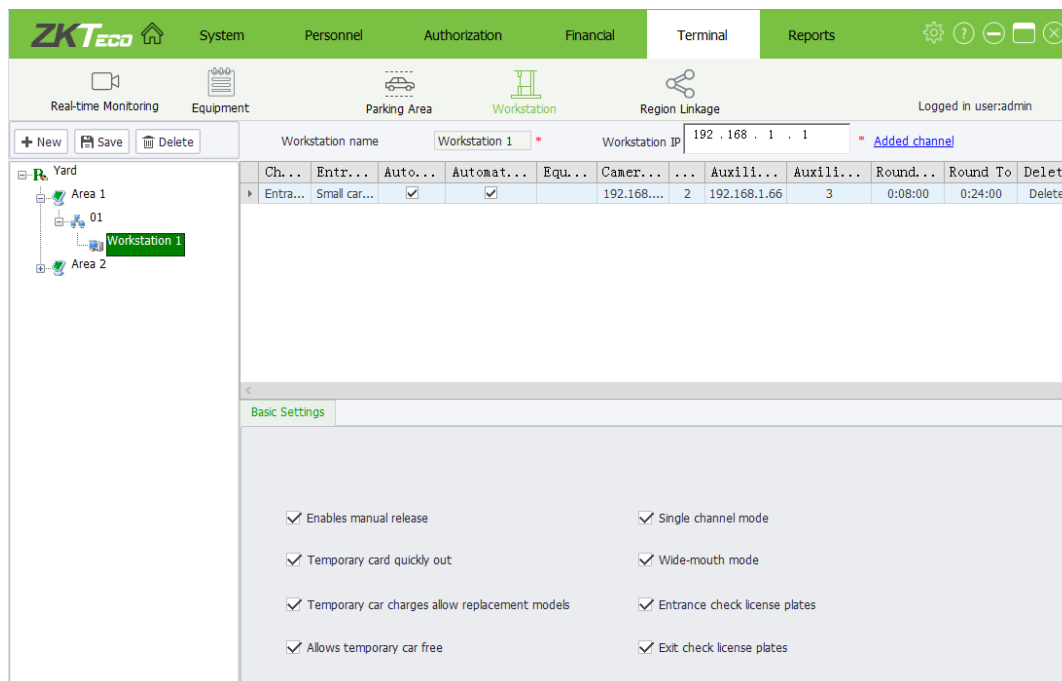 ZKTeco System Personnel Authorization Financial Terminal Reports ?
Real-time Monitoring Equipment Parking Area Workstation Region Linkage Logged in user:admin
+ New Save Delete Workstation name Workstation 1 * Workstation IP 192 . 168 . 1 . 1 * Added channel
Yard
Area 1
01
Workstation 1
Area 2
Ch... Entr... Auto... Automat... Equ... Camer... ... Auxili... Auxili... Round... Round To Delet
Entra... Small car... 192.168.... 2 192.168.1.66 3 0:08:00 0:24:00 Delete
Basic Settings
Enables manual release Single channel mode
Temporary card quickly out Wide-mouth mode
Temporary car charges allow replacement models Entrance check license plates
Allows temporary car free Exit check license plates